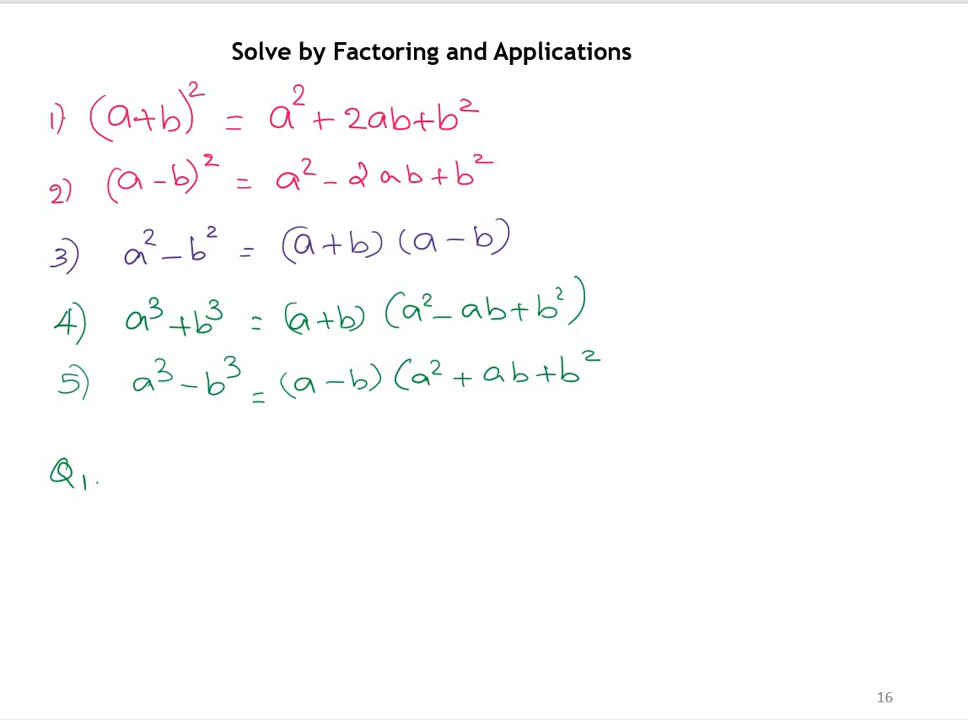 Solve by Factoring and Applications
1) (a+b)² = a² + 2ab+b²
2) (a-b)² = a² - 2ab+b²
3) a²-b² = (a+b)(a-b)
4) a³+b³ = (a+b)(a²-ab+b²)
5) a³-b³ = (a-b)(a²+ab+b²
Q1.
16